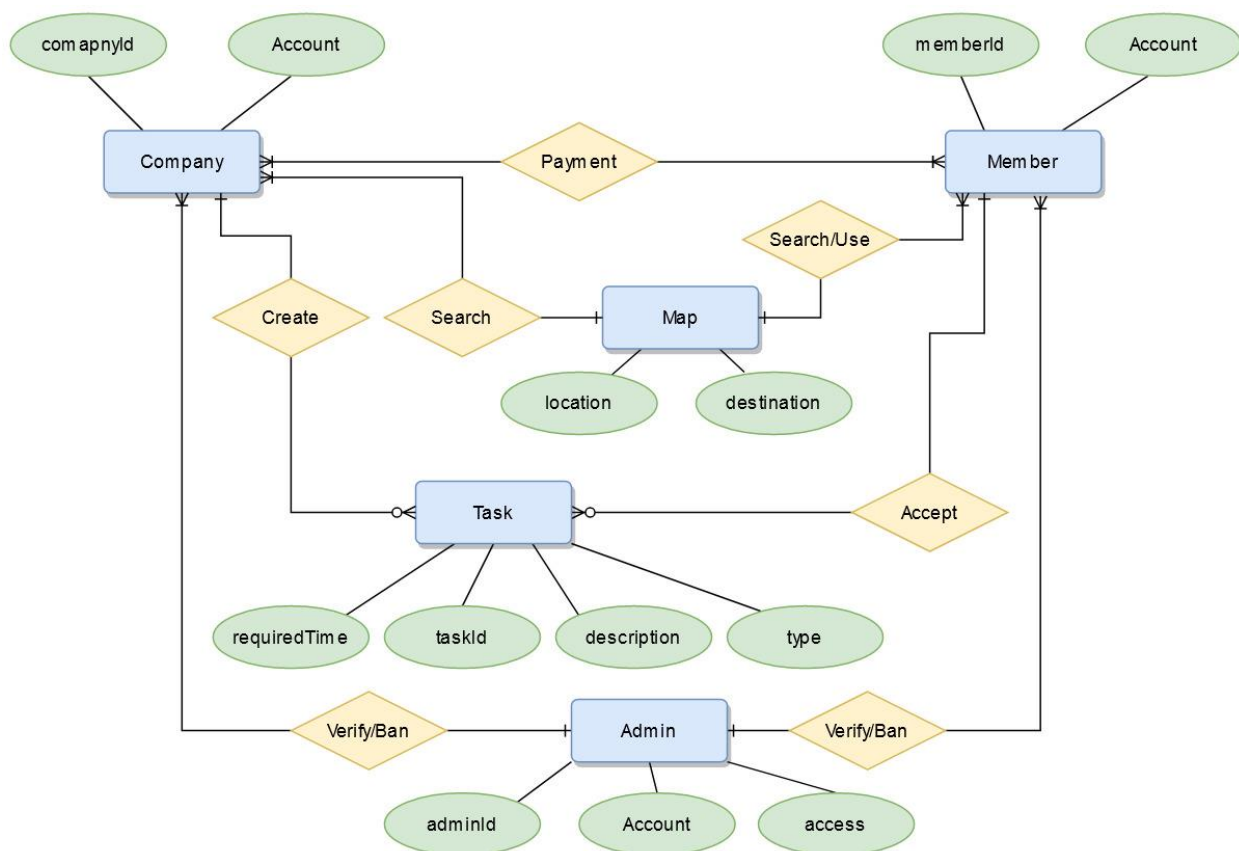 comapnyId
Account
memberId
Account
Company
Payment
Member
Search/Use
Create
Search
Map
location
destination
Task
Accept
requiredTime
taskId
description
type
Verify/Ban
Admin
Verify/Ban
adminId
Account
access